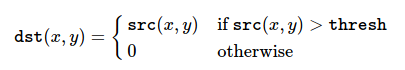 dst(x, y) = { src(x, y) if src(x, y) > thresh
0 otherwise